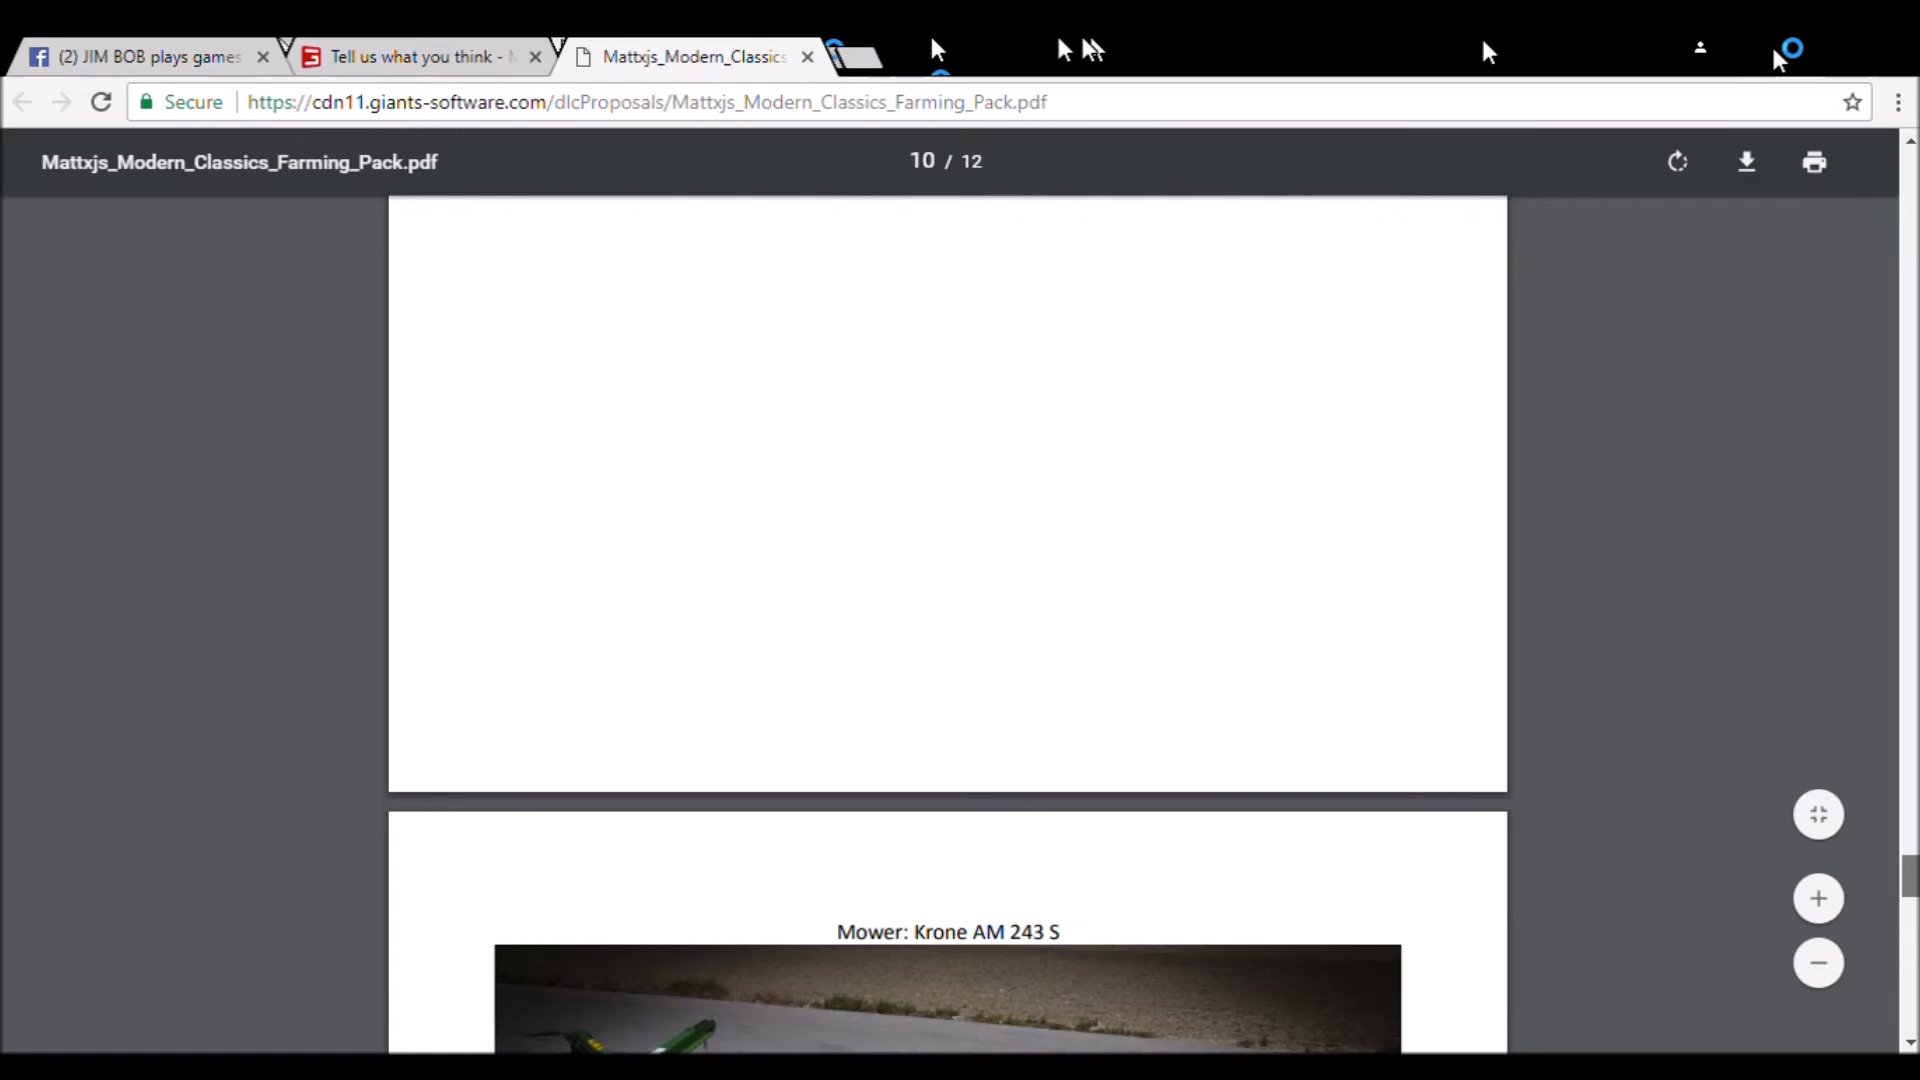 (2) JIM BOB plays games
Tell us what you think -
Mattxjs_Modern_Classics
Secure
https://cdn11.giants-software.com/dlcProposals/Mattxjs_Modern_Classics_Farming_Pack.pdf
Mattxjs_Modern_Classics_Farming_Pack.pdf
10 / 12
Mower: Krone AM 243 S